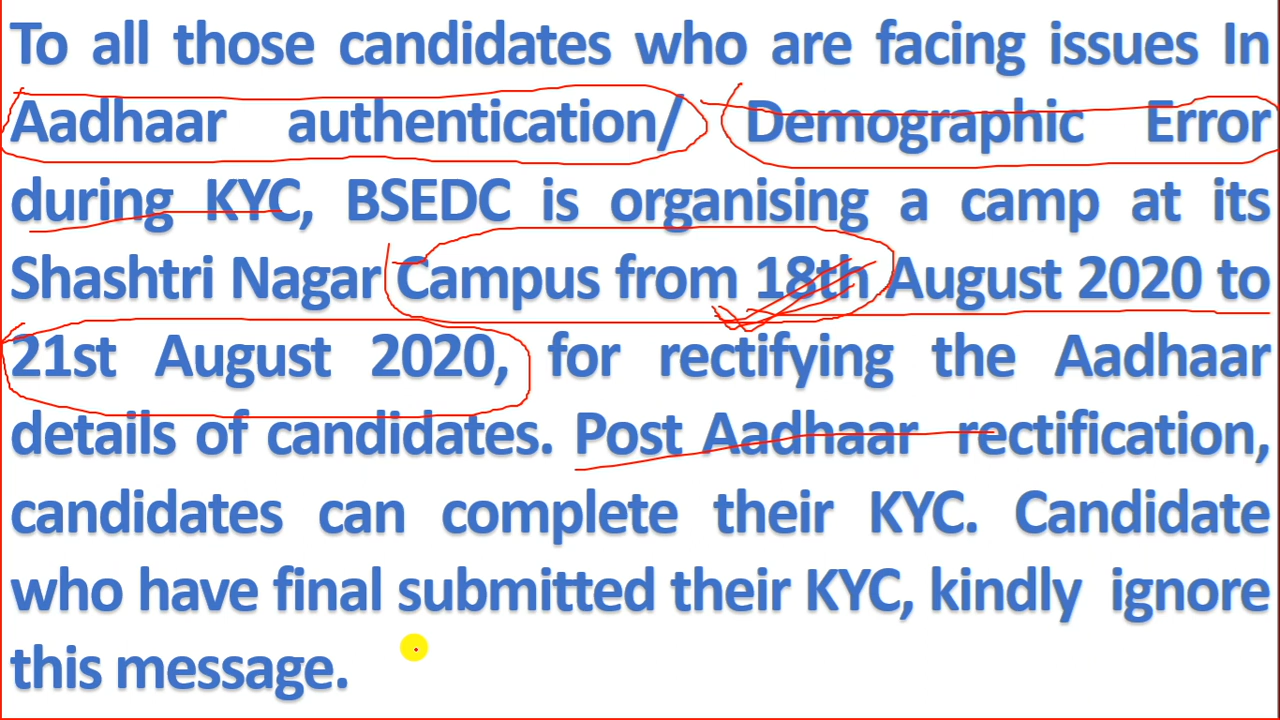 To all those candidates who are facing issues In
Aadhaar authentication/ Demographic Error
during KYC, BSEDC is organising a camp at its
Shashtri Nagar Campus from 18th August 2020 to
21st August 2020, for rectifying the Aadhaar
details of candidates. Post Aadhaar rectification,
candidates can complete their KYC. Candidate
who have final submitted their KYC, kindly ignore
this message.